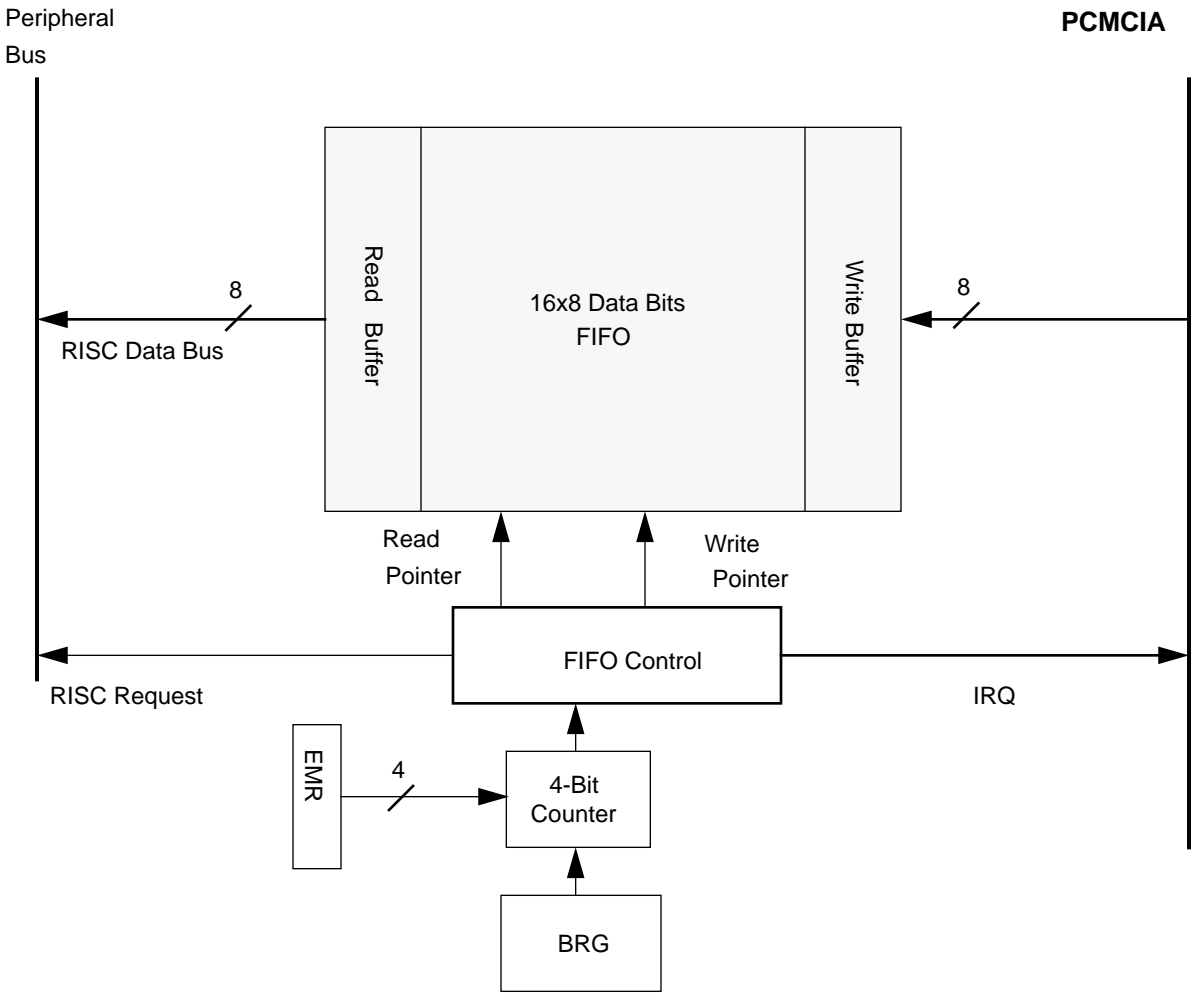 Peripheral
Bus
PCMCIA
Read Buffer
16x8 Data Bits
FIFO
Write Buffer
8
RISC Data Bus
8
Read
Pointer
Write
Pointer
FIFO Control
RISC Request
IRQ
EMR
4
4-Bit
Counter
BRG